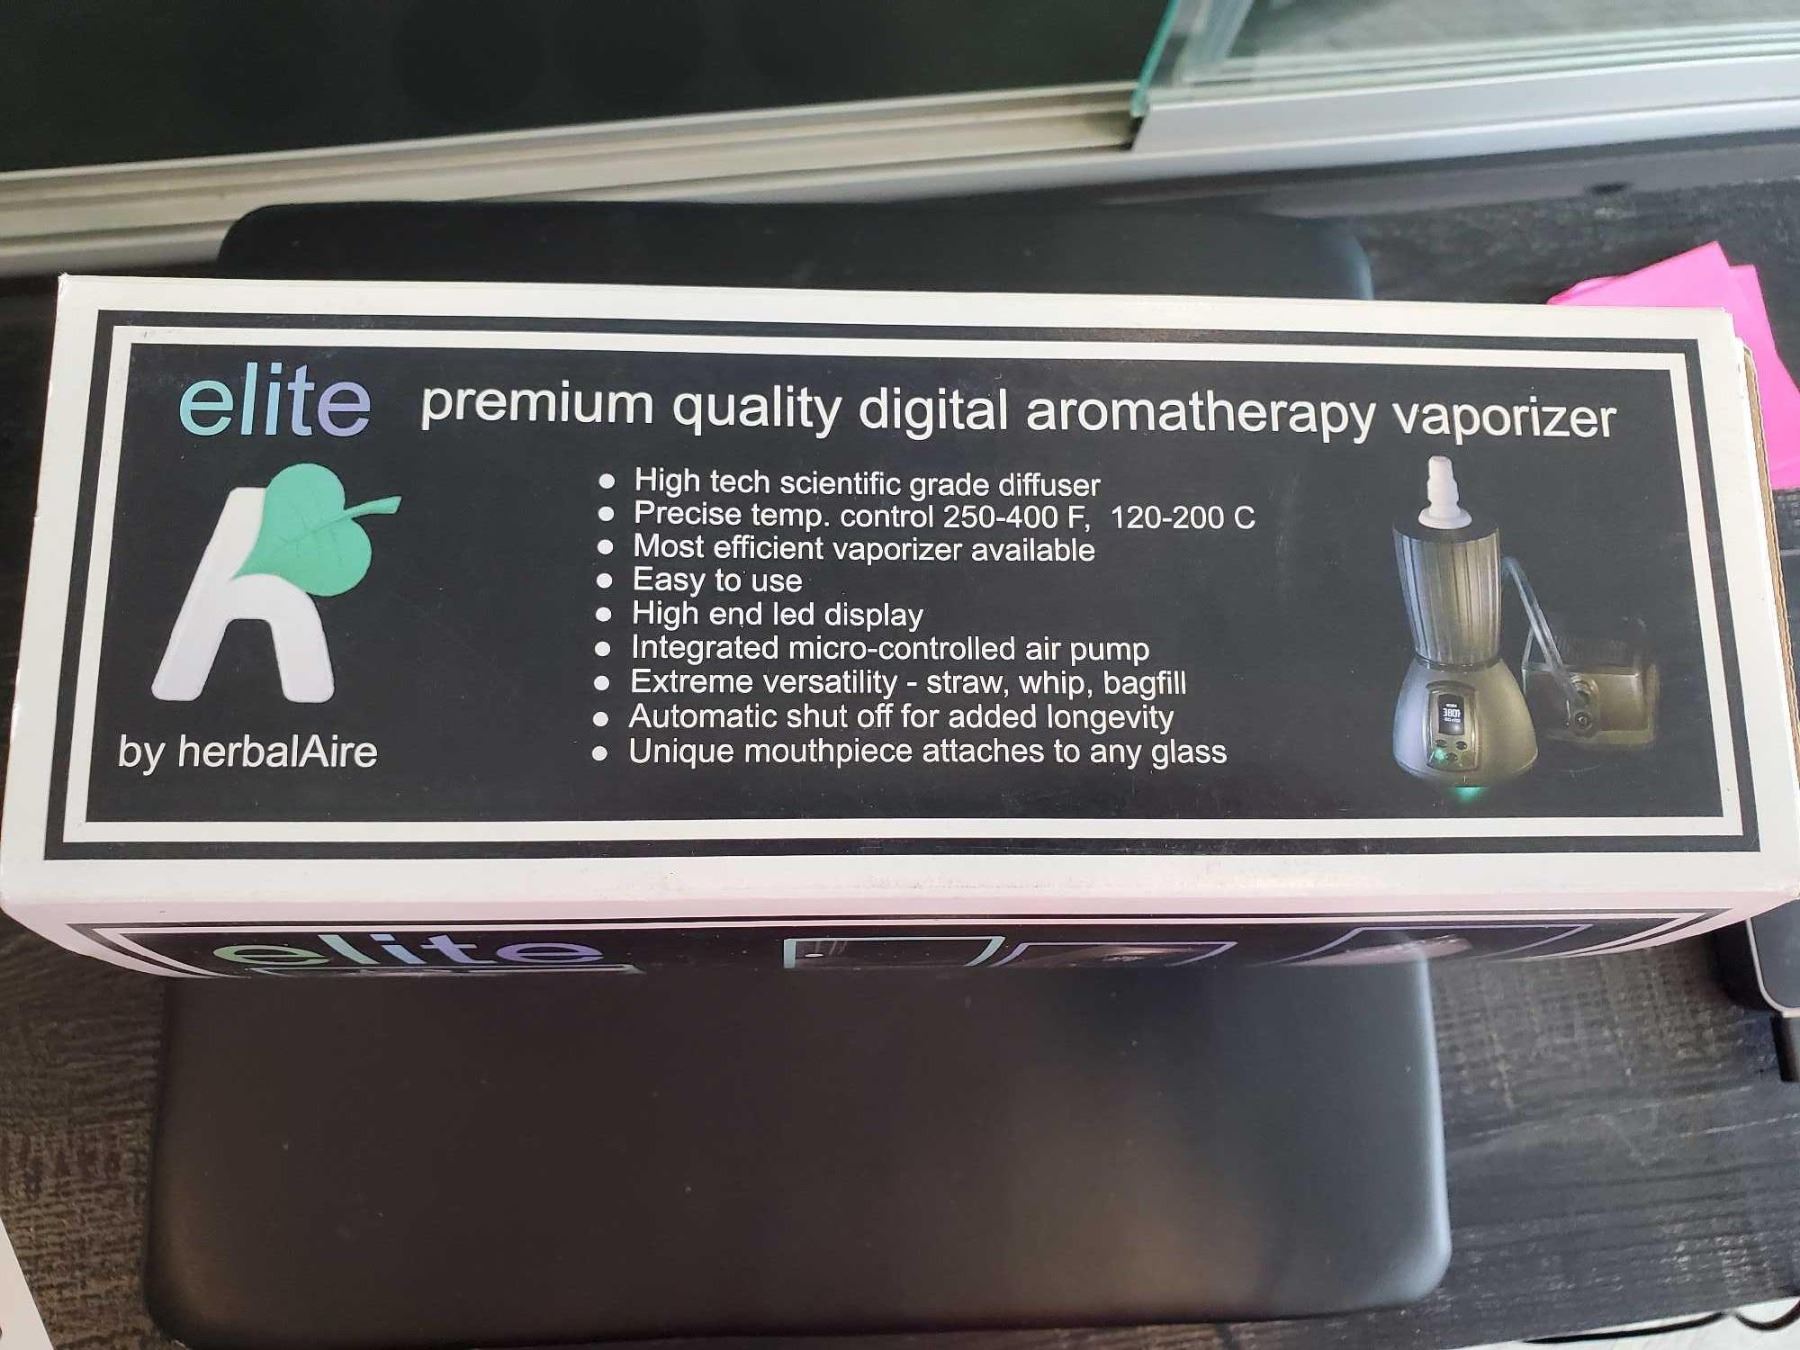 elite premium quality digital aromatherapy vaporizer
● High tech scientific grade diffuser
● Precise temp. control 250-400 F, 120-200 C
● Most efficient vaporizer available
● Easy to use
● High end led display
● Integrated micro-controlled air pump
● Extreme versatility - straw, whip, bagfill
● Automatic shut off for added longevity
● Unique mouthpiece attaches to any glass
h
by herbalAire
elite